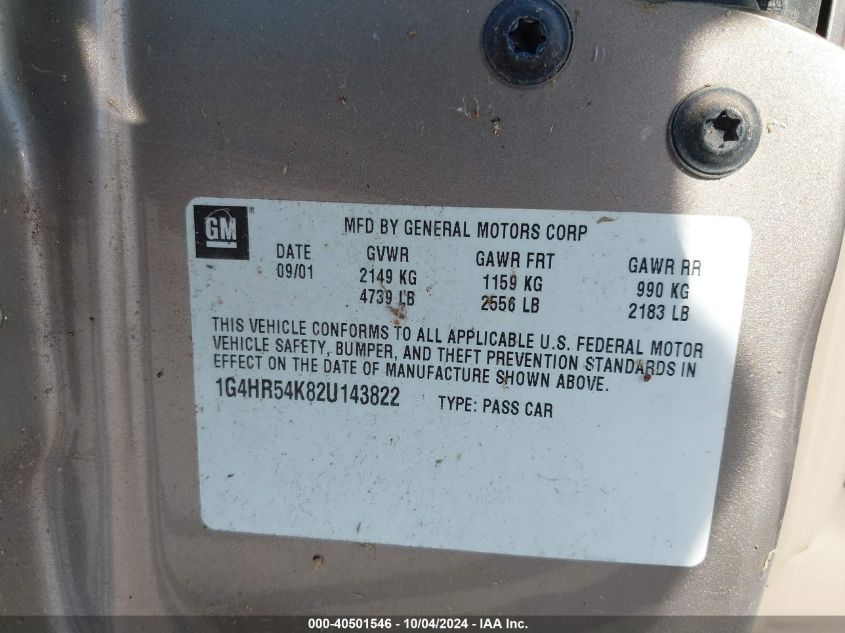 GM ®
MFD BY GENERAL MOTORS CORP
DATE GVWR GAWR FRT GAWR RR
09/01 2149 KG 1159 KG 990 KG
4739 LB 2556 LB 2183 LB
THIS VEHICLE CONFORMS TO ALL APPLICABLE U.S. FEDERAL MOTOR
VEHICLE SAFETY, BUMPER, AND THEFT PREVENTION STANDARDS IN
EFFECT ON THE DATE OF MANUFACTURE SHOWN ABOVE.
1G4HR54K82U143822 TYPE: PASS CAR
000-40501546 - 10/04/2024 - IAA Inc.